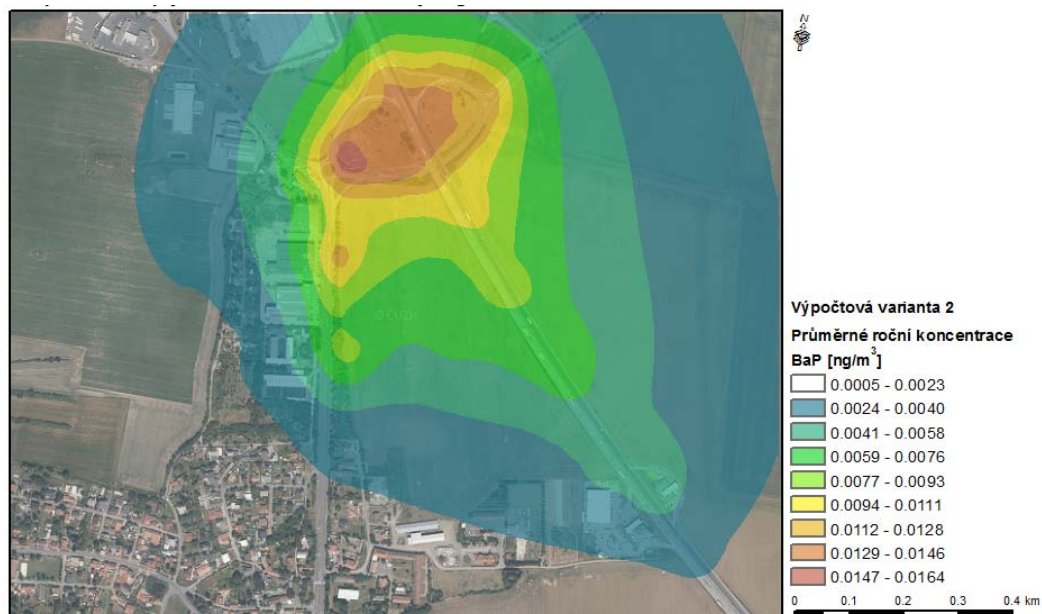 N
© ČÚZK
Výpočtová varianta 2
Průměrné roční koncentrace
BaP [ng/m³]
0.0005 - 0.0023
0.0024 - 0.0040
0.0041 - 0.0058
0.0059 - 0.0076
0.0077 - 0.0093
0.0094 - 0.0111
0.0112 - 0.0128
0.0129 - 0.0146
0.0147 - 0.0164
0 0.1 0.2 0.3 0.4 km